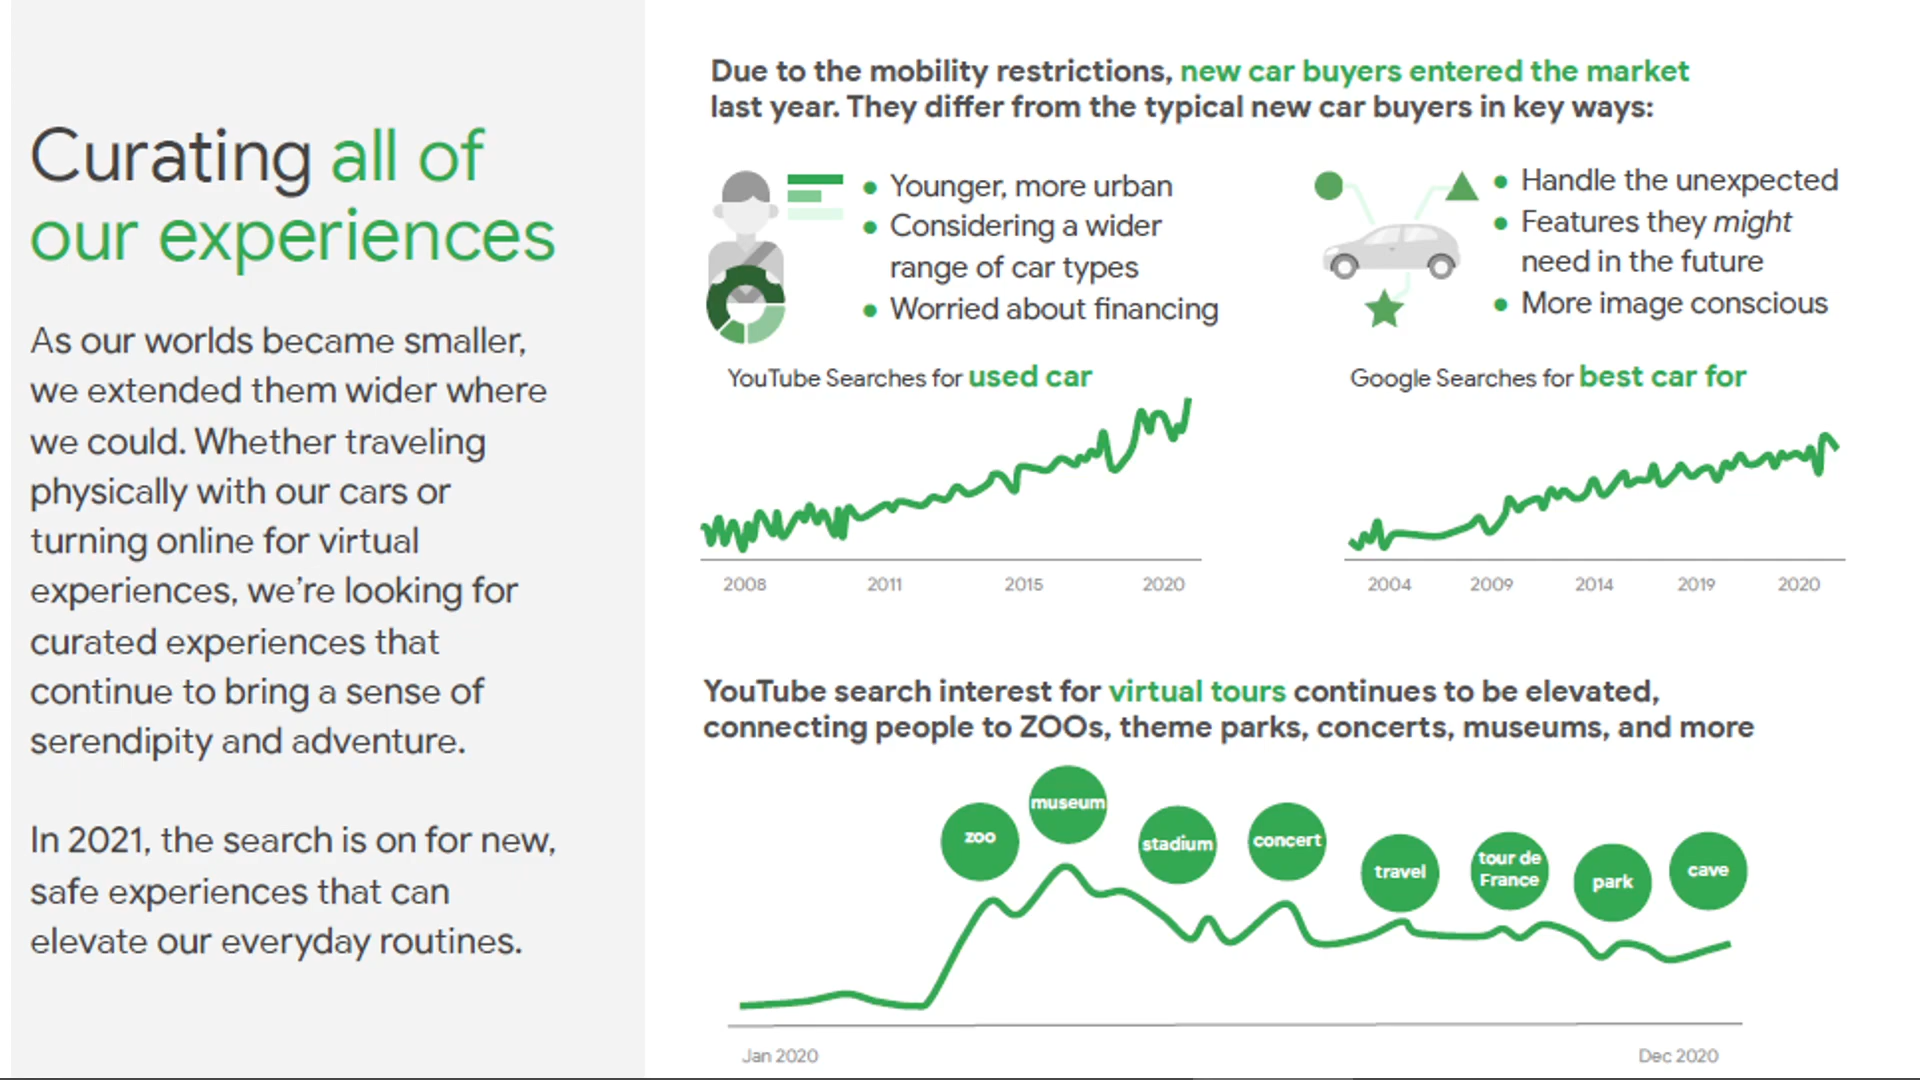 Curating all of
our experiences
As our worlds became smaller,
we extended them wider where
we could. Whether traveling
physically with our cars or
turning online for virtual
experiences, we're looking for
curated experiences that
continue to bring a sense of
serendipity and adventure.
In 2021, the search is on for new,
safe experiences that can
elevate our everyday routines.
Due to the mobility restrictions, new car buyers entered the market
last year. They differ from the typical new car buyers in key ways:
• Younger, more urban
• Considering a wider
range of car types
• Worried about financing
• Handle the unexpected
• Features they might
need in the future
• More image conscious
YouTube Searches for used car
2008 2011 2015 2020
Google Searches for best car for
2004 2009 2014 2019 2020
YouTube search interest for virtual tours continues to be elevated,
connecting people to ZOOs, theme parks, concerts, museums, and more
zoo
museum
stadium
concert
travel
tour de
France
park
cave
Jan 2020 Dec 2020